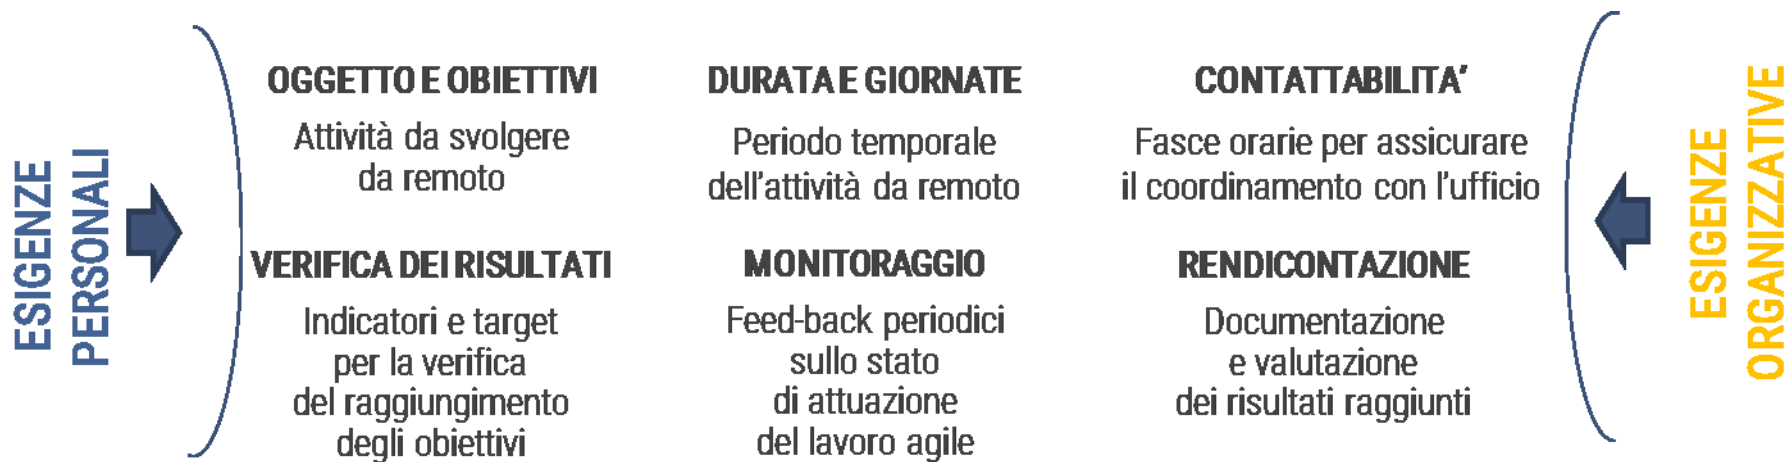 ESIGENZE
PERSONALI
OGGETTO E OBIETTIVI
Attività da svolgere
da remoto
DURATA E GIORNATE
Periodo temporale
dell'attività da remoto
CONTATTABILITA'
Fasce orarie per assicurare
il coordinamento con l'ufficio
VERIFICA DEI RISULTATI
Indicatori e target
per la verifica
del raggiungimento
degli obiettivi
MONITORAGGIO
Feed-back periodici
sullo stato
di attuazione
del lavoro agile
RENDICONTAZIONE
Documentazione
e valutazione
dei risultati raggiunti
ESIGENZE
ORGANIZZATIVE